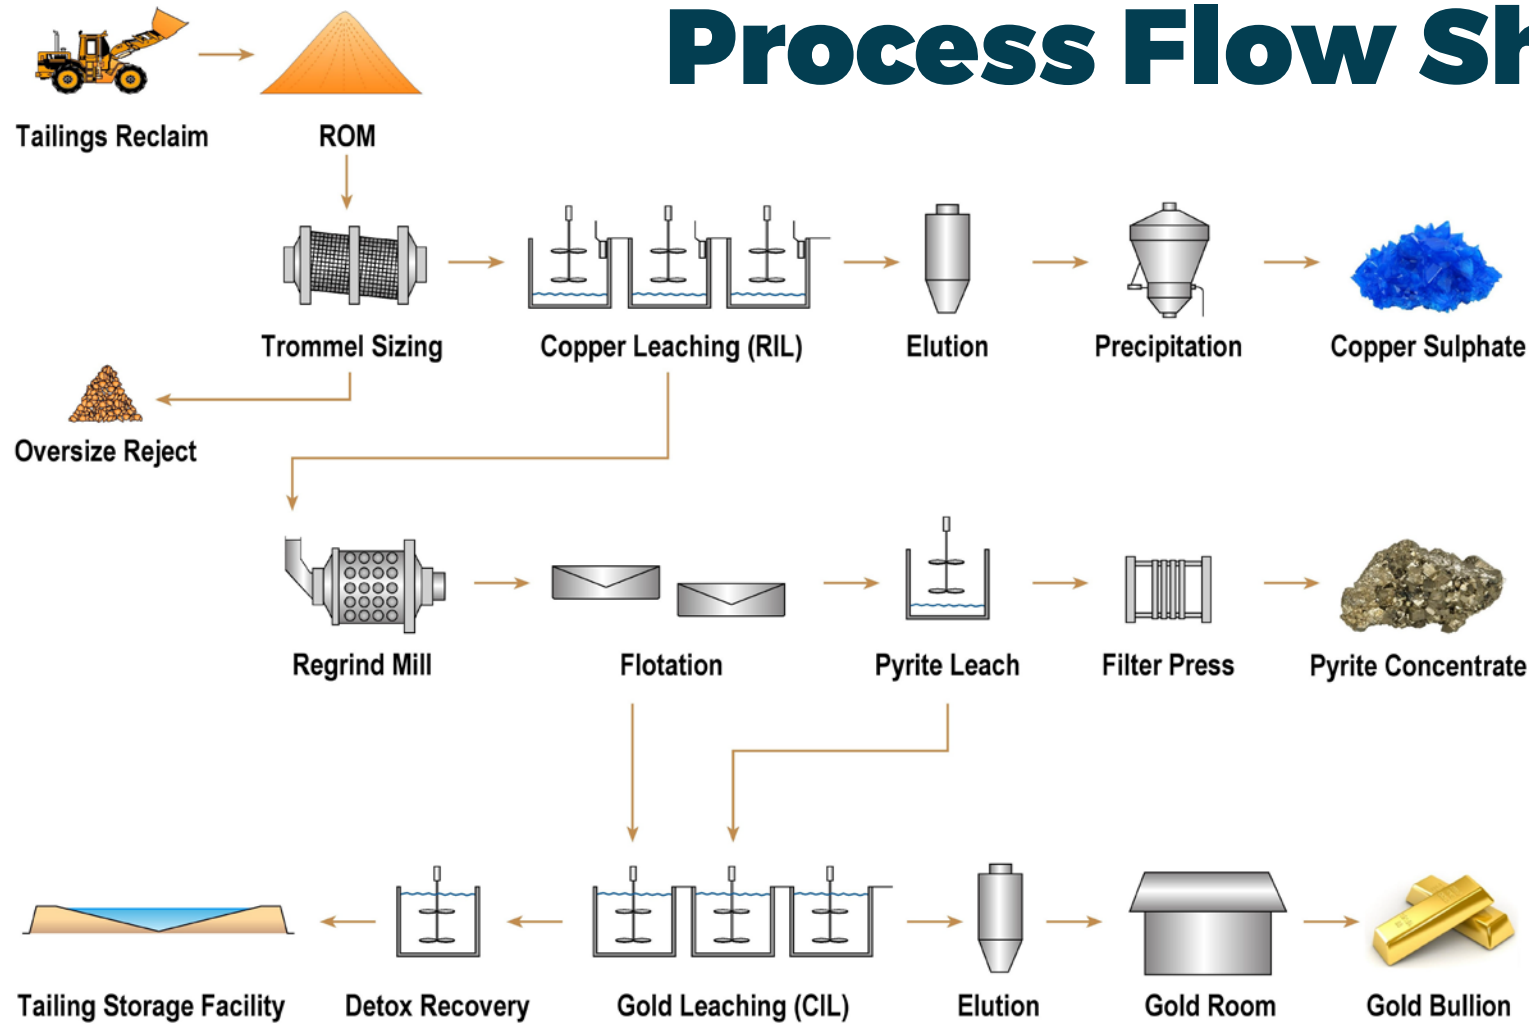 Process Flow Sh
Tailings Reclaim
ROM
Trommel Sizing
Copper Leaching (RIL)
Elution
Precipitation
Copper Sulphate
Oversize Reject
Regrind Mill
Flotation
Pyrite Leach
Filter Press
Pyrite Concentrate
Tailing Storage Facility
Detox Recovery
Gold Leaching (CIL)
Elution
Gold Room
Gold Bullion